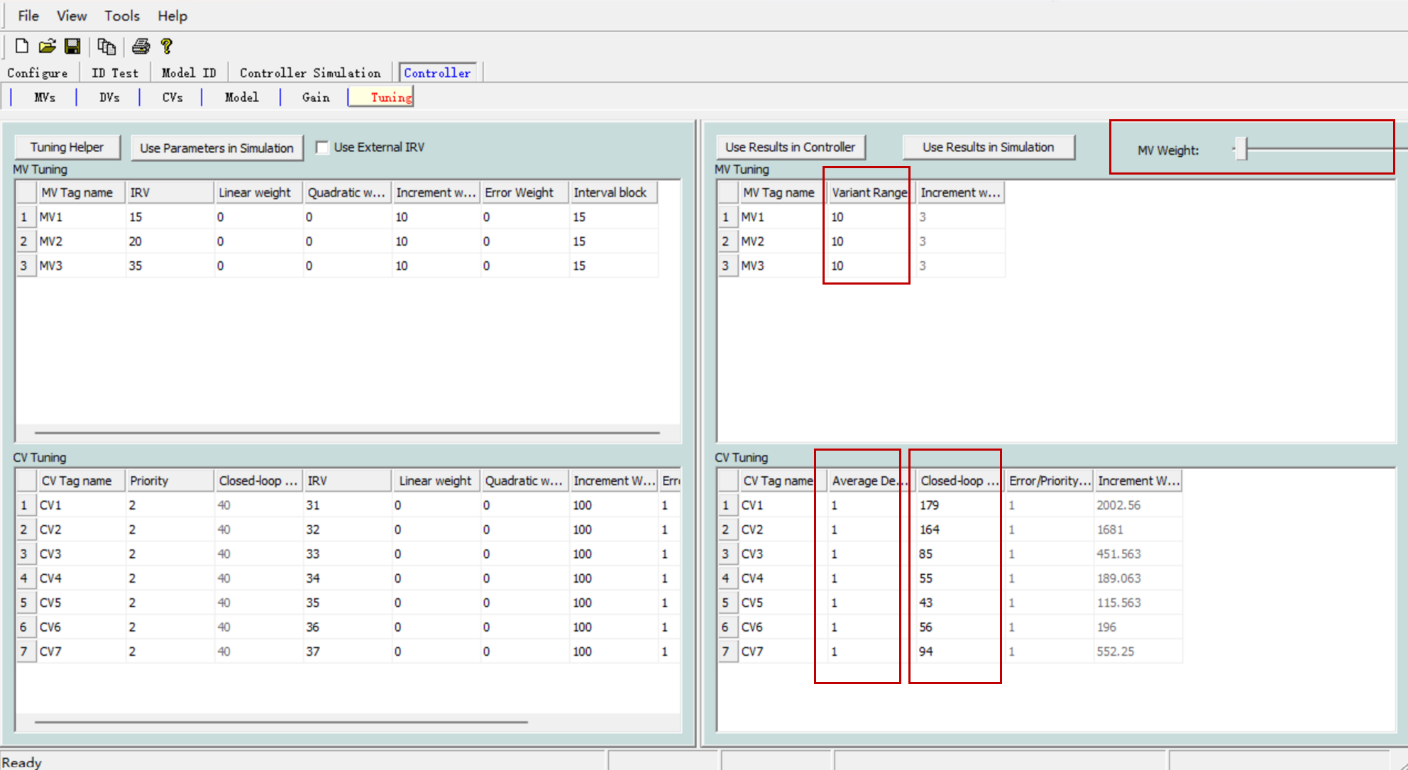 File View Tools Help
Configure ID Test Model ID Controller Simulation Controller
MVs DVs CVs Model Gain Tuning
Tuning Helper Use Parameters in Simulation Use External IRV
MV Tuning
MV Tag name IRV Linear weight Quadratic w... Increment w... Error Weight Interval block
1 MV1 15 0 0 10 0 15
2 MV2 20 0 0 10 0 15
3 MV3 35 0 0 10 0 15
CV Tuning
CV Tag name Priority Closed-loop ... IRV Linear weight Quadratic w... Increment W... Erro
1 CV1 2 40 31 0 0 100 1
2 CV2 2 40 32 0 0 100 1
3 CV3 2 40 33 0 0 100 1
4 CV4 2 40 34 0 0 100 1
5 CV5 2 40 35 0 0 100 1
6 CV6 2 40 36 0 0 100 1
7 CV7 2 40 37 0 0 100 1
Use Results in Controller Use Results in Simulation MV Weight:
MV Tuning
MV Tag name Variant Range Increment w...
1 MV1 10 3
2 MV2 10 3
3 MV3 10 3
CV Tuning
CV Tag name Average De... Closed-loop ... Error/Priority... Increment W...
1 CV1 1 179 1 2002.56
2 CV2 1 164 1 1681
3 CV3 1 85 1 451.563
4 CV4 1 55 1 189.063
5 CV5 1 43 1 115.563
6 CV6 1 56 1 196
7 CV7 1 94 1 552.25
Ready